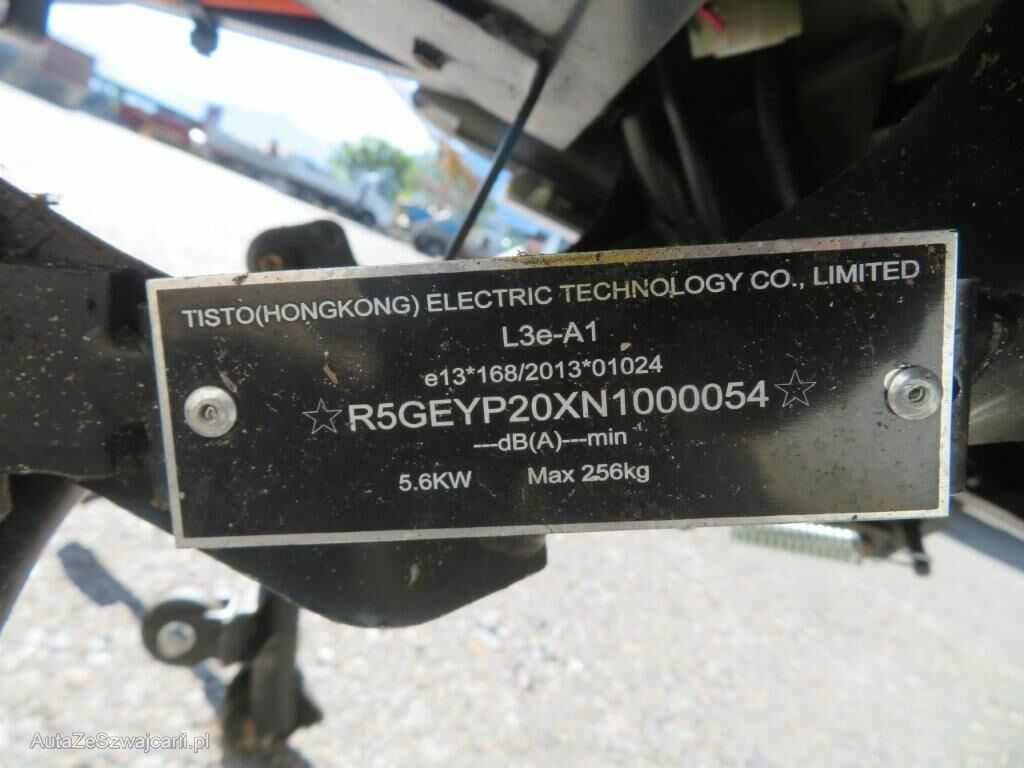 TISTO(HONGKONG) ELECTRIC TECHNOLOGY CO., LIMITED
L3e-A1
e13*168/2013*01024
☆R5GEYP20XN1000054☆
---dB(A)---min⁻¹
5.6KW Max 256kg
AutaZeSzwajcarii.pl